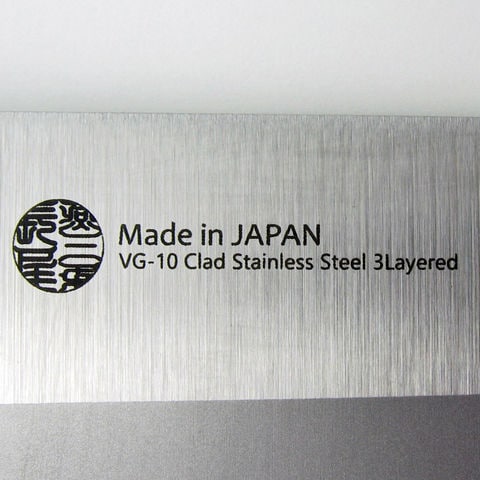 Made in JAPAN
VG-10 Clad Stainless Steel 3Layered